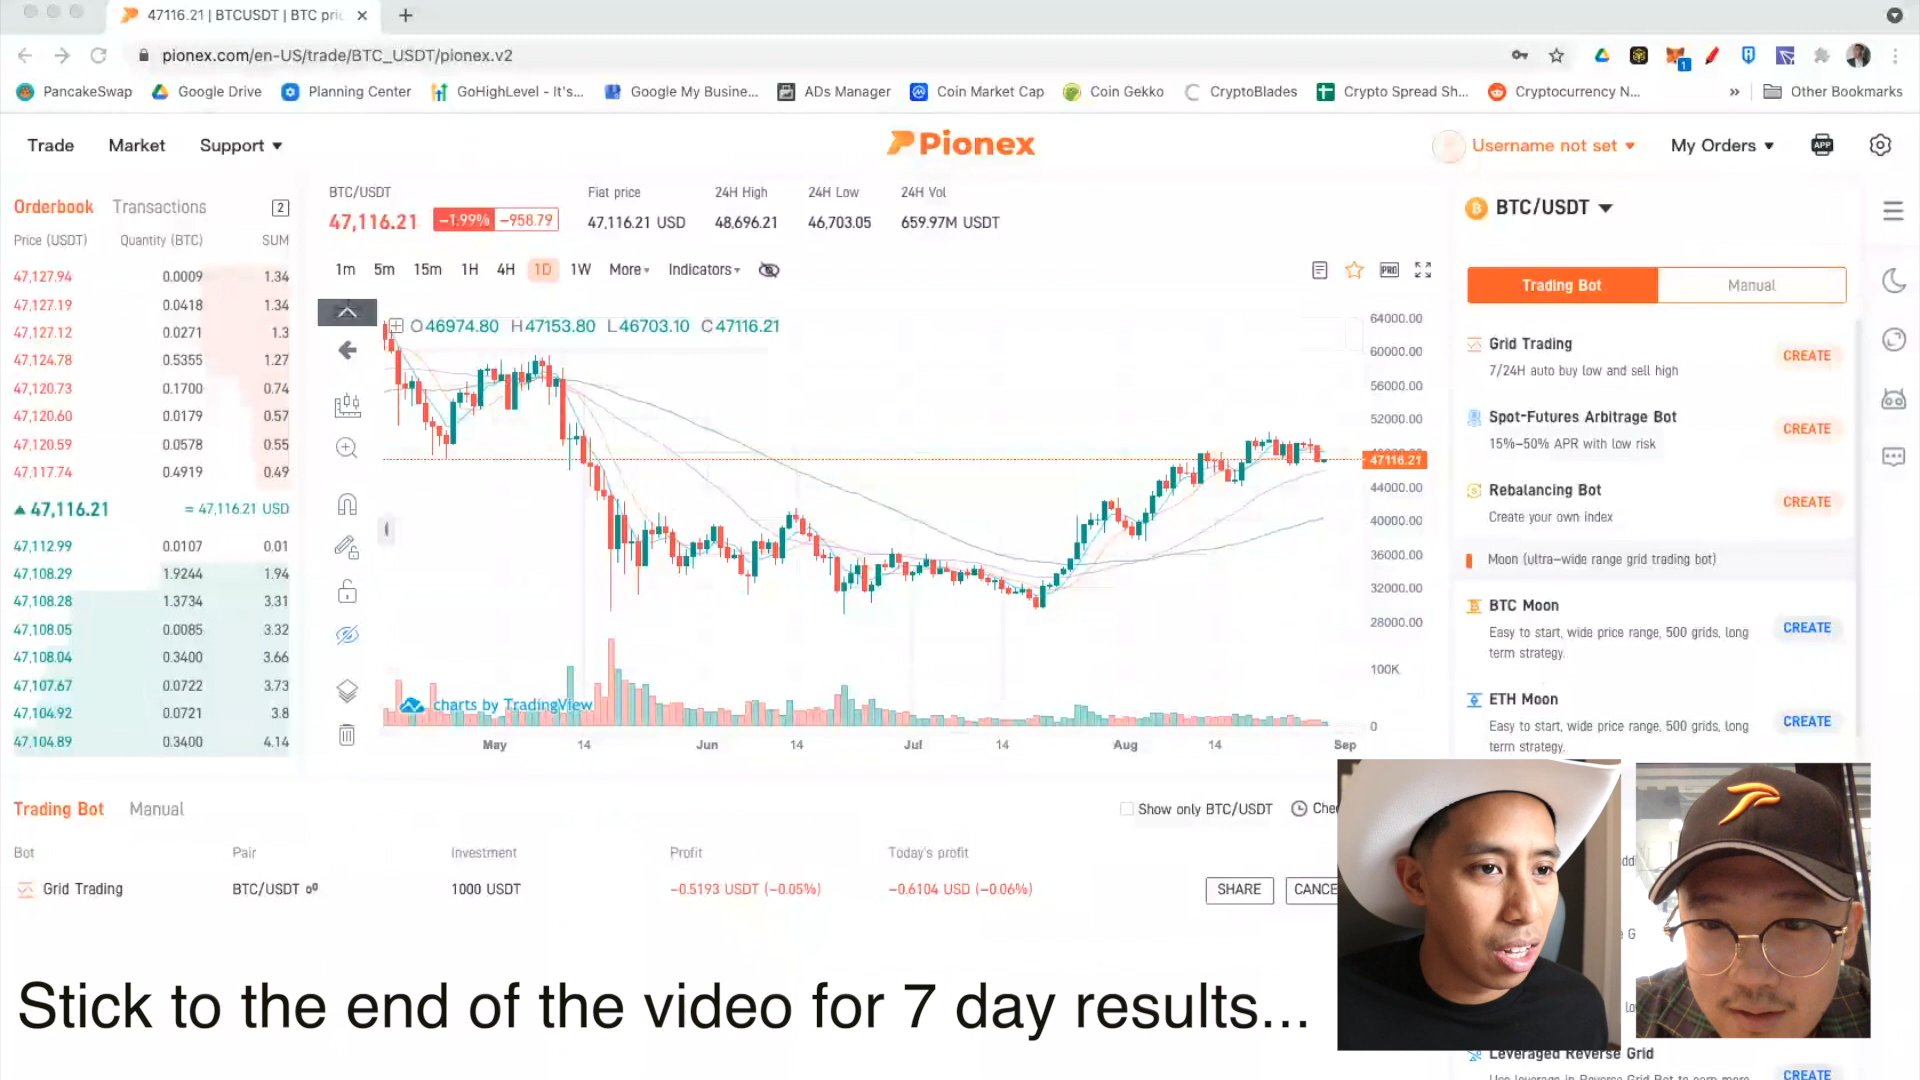 47116.21 | BTCUSDT | BTC pric
pionex.com/en-US/trade/BTC_USDT/pionex.v2
1
PancakeSwap
Google Drive
Planning Center
GoHighLevel - It's...
Google My Busine...
ADs Manager
Coin Market Cap
Coin Gekko
CryptoBlades
Crypto Spread Sh...
Cryptocurrency N...
»
Other Bookmarks
Trade
Market
Support
Pionex
Username not set
My Orders
APP
Orderbook
Transactions
2
Price (USDT) Quantity (BTC) SUM
47,127.94 0.0009 1.34
47,127.19 0.0418 1.34
47,127.12 0.0271 1.3
47,124.78 0.5355 1.27
47,120.73 0.1700 0.74
47,120.60 0.0179 0.57
47,120.59 0.0578 0.55
47,117.74 0.4919 0.49
47,116.21 = 47,116.21 USD
47,112.99 0.0107 0.01
47,108.29 1.9244 1.94
47,108.28 1.3734 3.31
47,108.05 0.0085 3.32
47,108.04 0.3400 3.66
47,107.67 0.0722 3.73
47,104.92 0.0721 3.8
47,104.89 0.3400 4.14
BTC/USDT Fiat price 24H High 24H Low 24H Vol
47,116.21 -1.99% -958.79 47,116.21 USD 48,696.21 46,703.05 659.97M USDT
1m 5m 15m 1H 4H 1D 1W More Indicators
PRO
O46974.80 H47153.80 L46703.10 C47116.21
64000.00
60000.00
56000.00
52000.00
47116.21
44000.00
40000.00
36000.00
32000.00
28000.00
100K
0
charts by TradingView
May 14 Jun 14 Jul 14 Aug 14 Sep
BTC/USDT
Trading Bot
Manual
Grid Trading
7/24H auto buy low and sell high
CREATE
Spot-Futures Arbitrage Bot
15%-50% APR with low risk
CREATE
Rebalancing Bot
Create your own index
CREATE
Moon (ultra-wide range grid trading bot)
BTC Moon
Easy to start, wide price range, 500 grids, long
term strategy.
CREATE
ETH Moon
Easy to start, wide price range, 500 grids, long
term strategy.
CREATE
Leveraged Reverse Grid
CREATE
Trading Bot
Manual
Show only BTC/USDT
Bot Pair Investment Profit Today's profit
Grid Trading BTC/USDT 1000 USDT -0.5193 USDT (-0.05%) -0.6104 USD (-0.06%)
SHARE
CANCE
Stick to the end of the video for 7 day results...